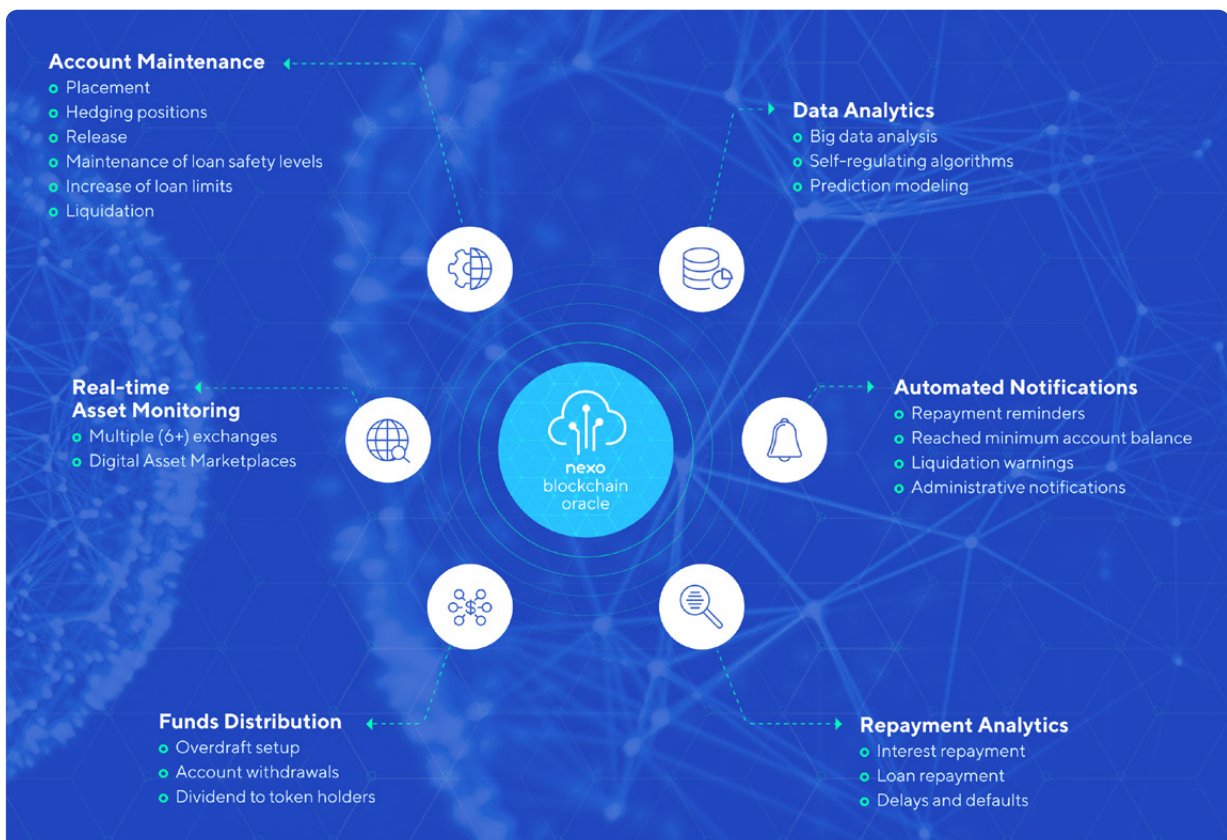 Account Maintenance
Placement
Hedging positions
Release
Maintenance of loan safety levels
Increase of loan limits
Liquidation
Data Analytics
Big data analysis
Self-regulating algorithms
Prediction modeling
Real-time
Asset Monitoring
Multiple (6+) exchanges
Digital Asset Marketplaces
nexo
blockchain
oracle
Automated Notifications
Repayment reminders
Reached minimum account balance
Liquidation warnings
Administrative notifications
$
Funds Distribution
Overdraft setup
Account withdrawals
Dividend to token holders
Repayment Analytics
Interest repayment
Loan repayment
Delays and defaults